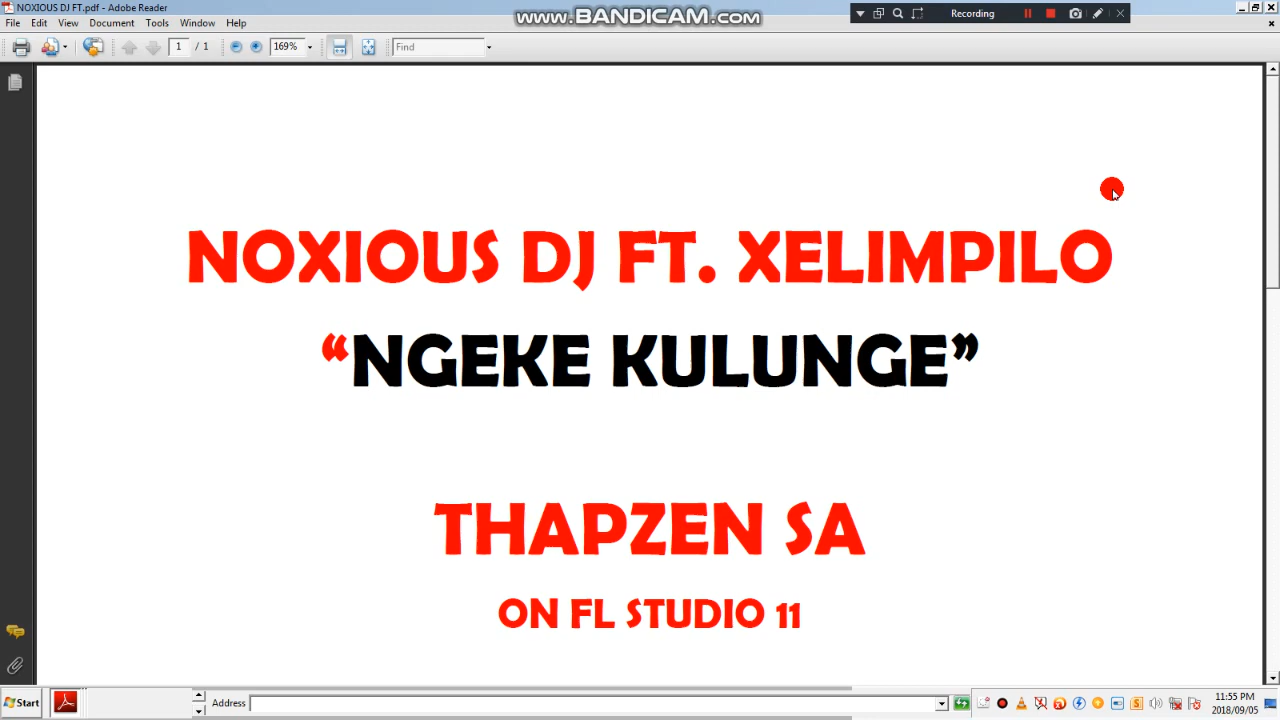 NOXIOUS DJ FT.pdf - Adobe Reader
www.BANDICAM.com
Recording
File Edit View Document Tools Window Help
1 / 1 169% Find
NOXIOUS DJ FT. XELIMPILO
“NGEKE KULUNGE”
THAPZEN SA
ON FL STUDIO 11
Start Address 11:55 PM
2018/09/05